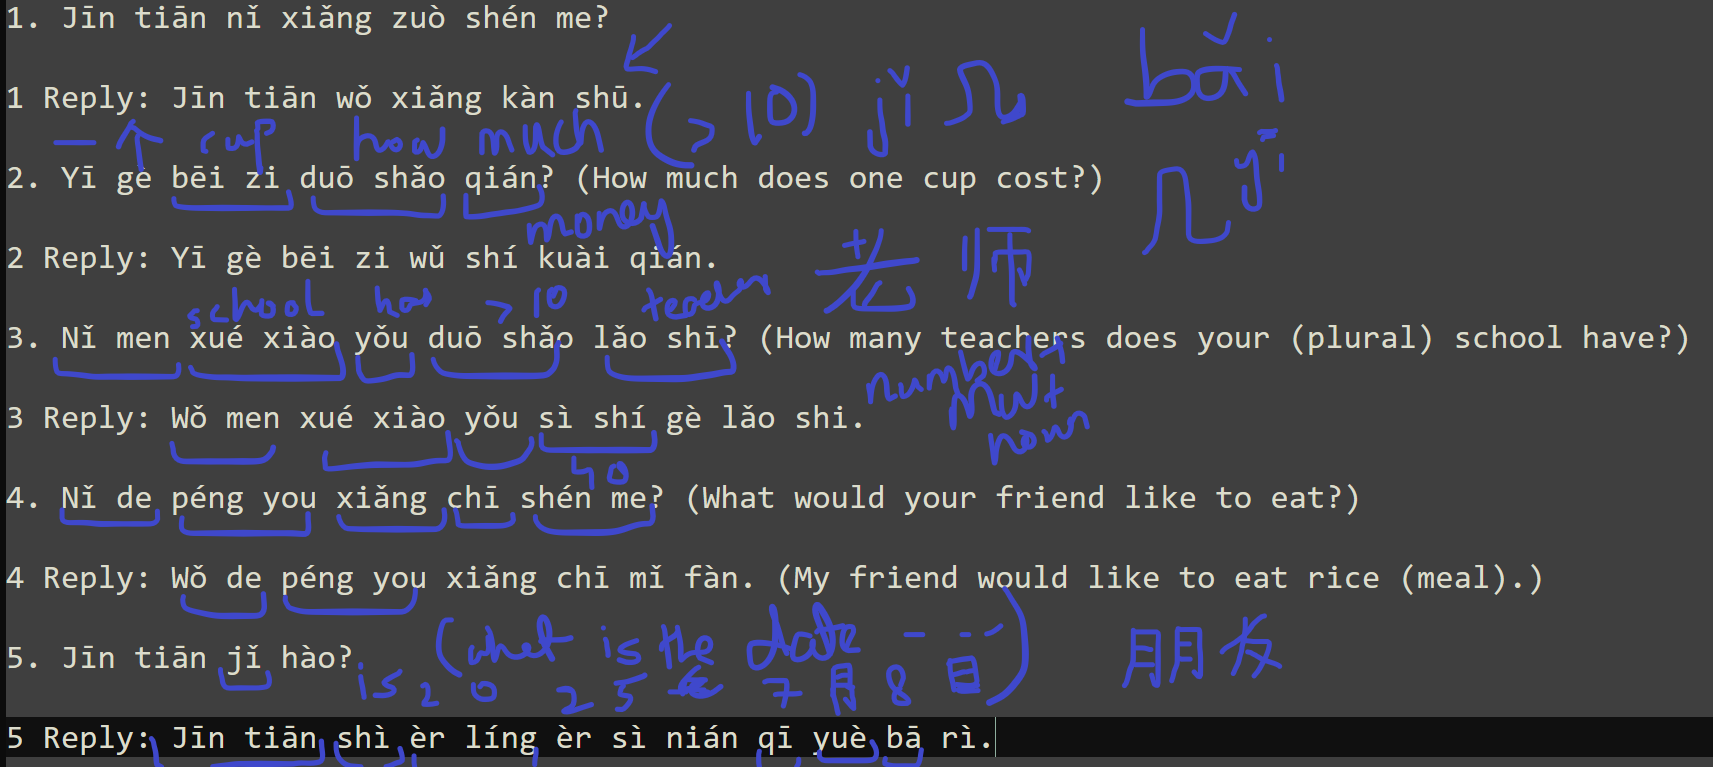 1. Jīn tiān nǐ xiǎng zuò shén me?
1 Reply: Jīn tiān wǒ xiǎng kàn shū. (> 10) jǐ 几 bǎi
一 个 cup how much
2. Yī gè bēi zi duō shǎo qián? (How much does one cup cost?) 几 yī
money
2 Reply: Yī gè bēi zi wǔ shí kuài qián. 老 师
school has >10 teacher
3. Nǐ men xué xiào yǒu duō shǎo lǎo shī? (How many teachers does your (plural) school have?)
number +
3 Reply: Wǒ men xué xiào yǒu sì shí gè lǎo shi. MW +
noun
40
4. Nǐ de péng you xiǎng chī shén me? (What would your friend like to eat?)
4 Reply: Wǒ de péng you xiǎng chī mǐ fàn. (My friend would like to eat rice (meal).)
5. Jīn tiān jǐ hào? (what is the date ---) 朋友
is 2 0 2 5 7 月 8 日
5 Reply: Jīn tiān shì èr líng èr sì nián qī yuè bā rì.